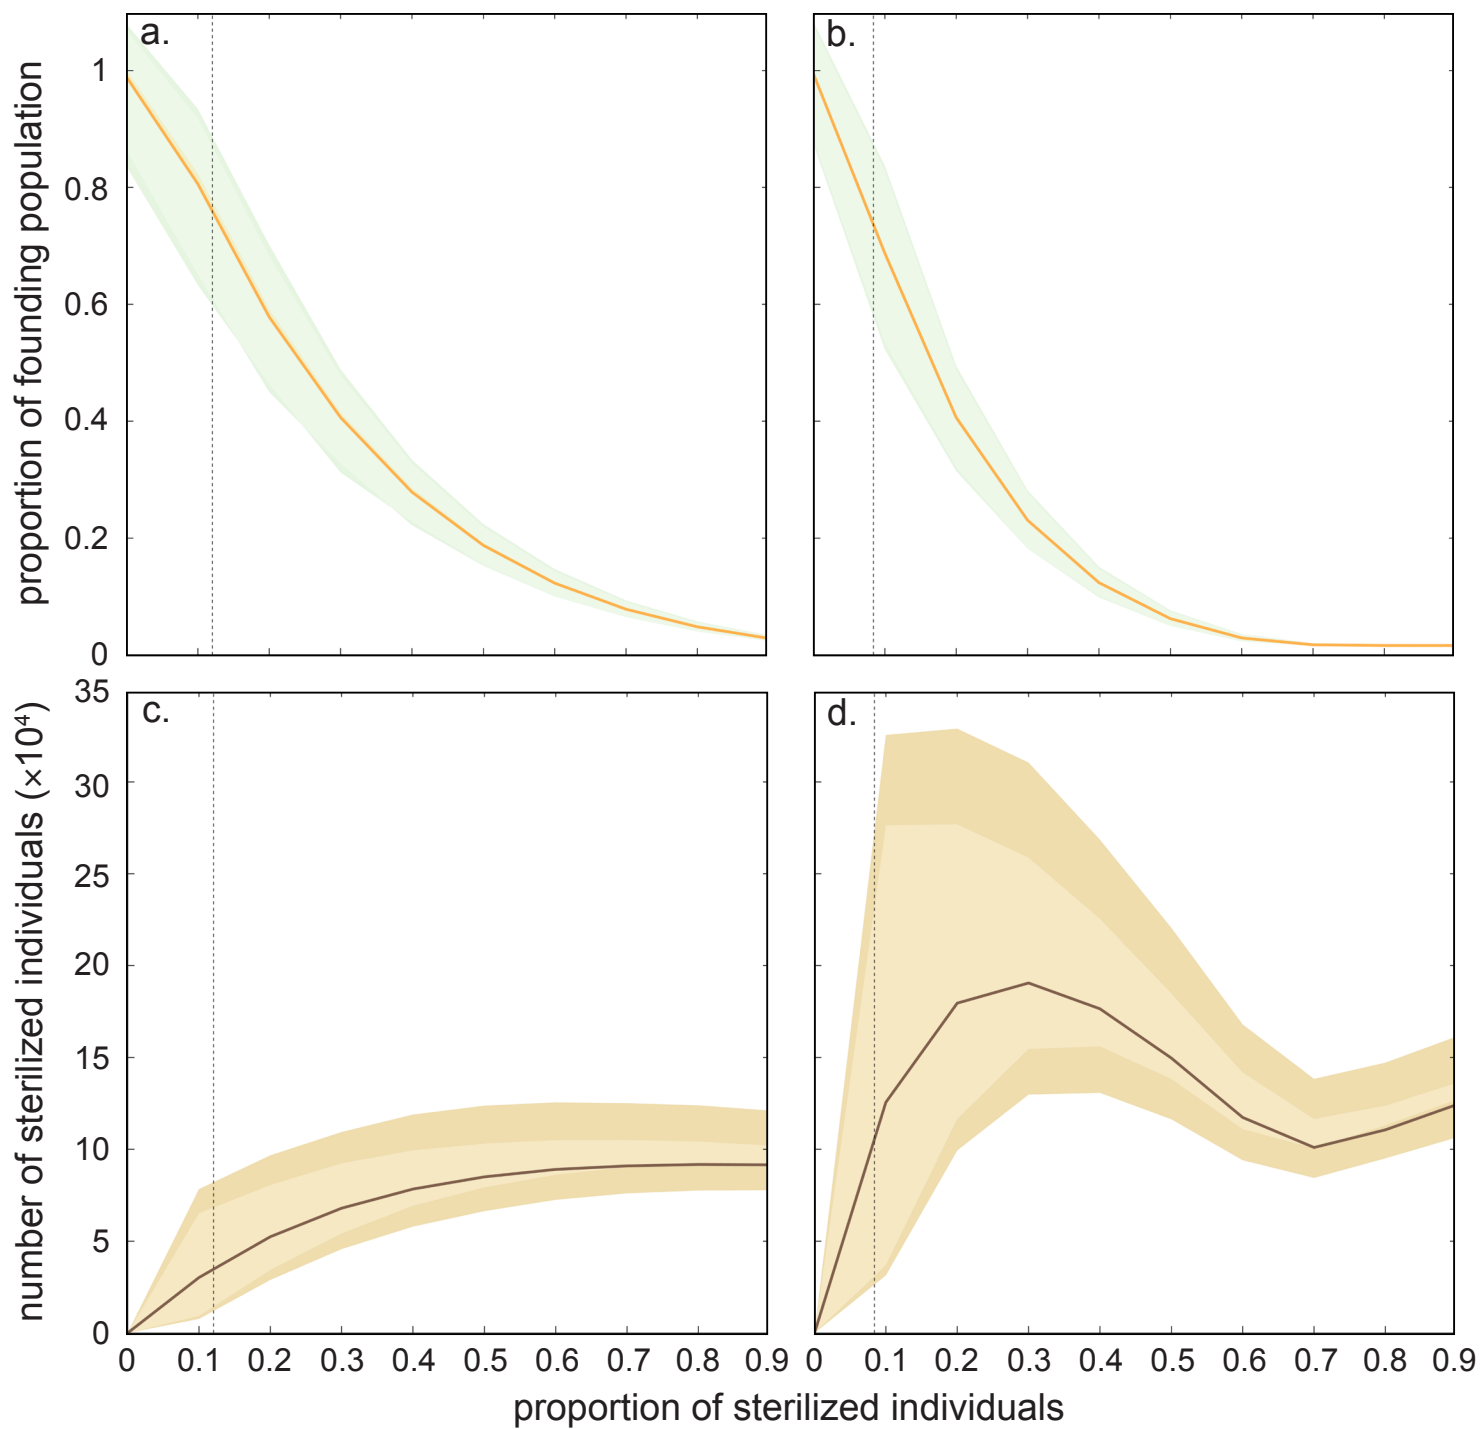 a.
b.
proportion of founding population
1
0.8
0.6
0.4
0.2
0
c.
d.
number of sterilized individuals (×10⁴)
35
30
25
20
15
10
5
0
0 0.1 0.2 0.3 0.4 0.5 0.6 0.7 0.8 0.9
0 0.1 0.2 0.3 0.4 0.5 0.6 0.7 0.8 0.9
proportion of sterilized individuals